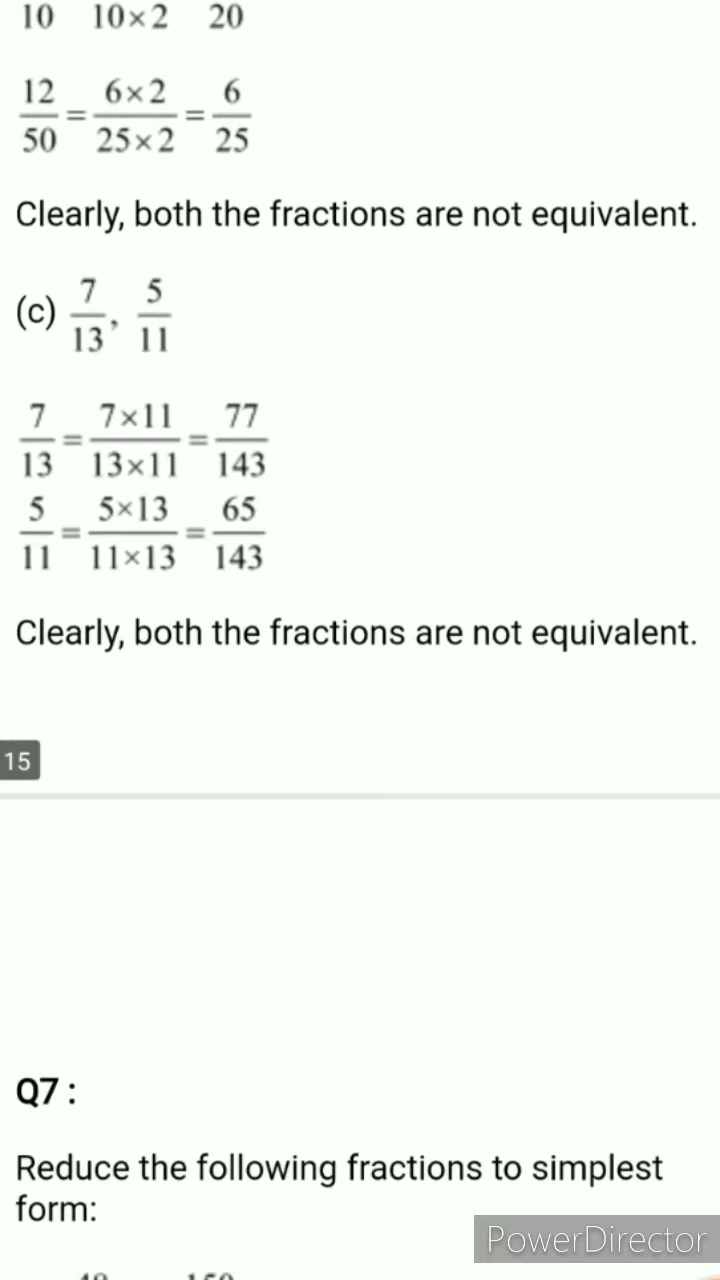 10 10×2 20
12/50 = 6×2/25×2 = 6/25
Clearly, both the fractions are not equivalent.
(c) 7/13, 5/11
7/13 = 7×11/13×11 = 77/143
5/11 = 5×13/11×13 = 65/143
Clearly, both the fractions are not equivalent.
15
Q7 :
Reduce the following fractions to simplest
form:
PowerDirector